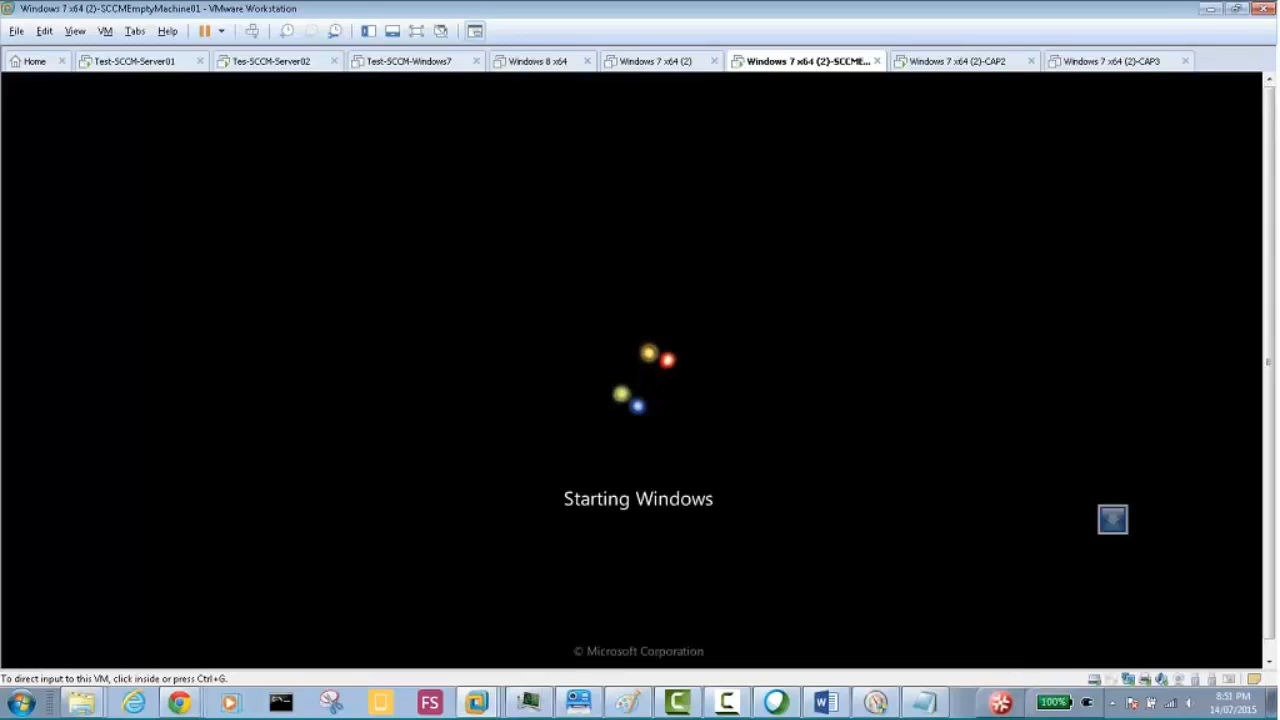 Windows 7 x64 (2)-SCCMEmptyMachine01 - VMware Workstation
File Edit View VM Tabs Help
Home Test-SCCM-Server01 Tes-SCCM-Server02 Test-SCCM-Windows7 Windows 8 x64 Windows 7 x64 (2) Windows 7 x64 (2)-SCCME... Windows 7 x64 (2)-CAP2 Windows 7 x64 (2)-CAP3
Starting Windows
© Microsoft Corporation
To direct input to this VM, click inside or press Ctrl+G.
FS W 100% 8:51 PM
14/07/2015